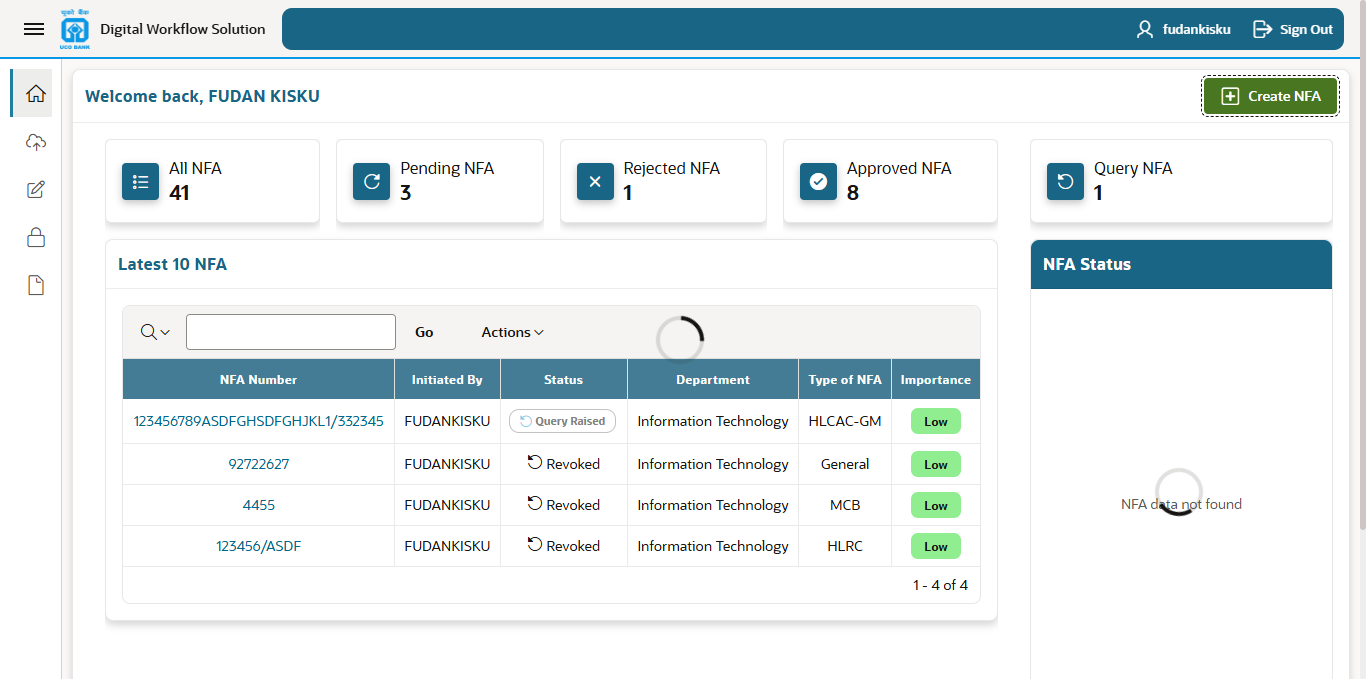 यूको बैंक
UCO BANK
Digital Workflow Solution
fudankisku
Sign Out
Welcome back, FUDAN KISKU
Create NFA
All NFA
41
Pending NFA
3
Rejected NFA
1
Approved NFA
8
Query NFA
1
Latest 10 NFA
Go Actions
NFA Number Initiated By Status Department Type of NFA Importance
123456789ASDFGHSDFGHJKL1/332345 FUDANKISKU Query Raised Information Technology HLCAC-GM Low
92722627 FUDANKISKU Revoked Information Technology General Low
4455 FUDANKISKU Revoked Information Technology MCB Low
123456/ASDF FUDANKISKU Revoked Information Technology HLRC Low
1 - 4 of 4
NFA Status
NFA data not found